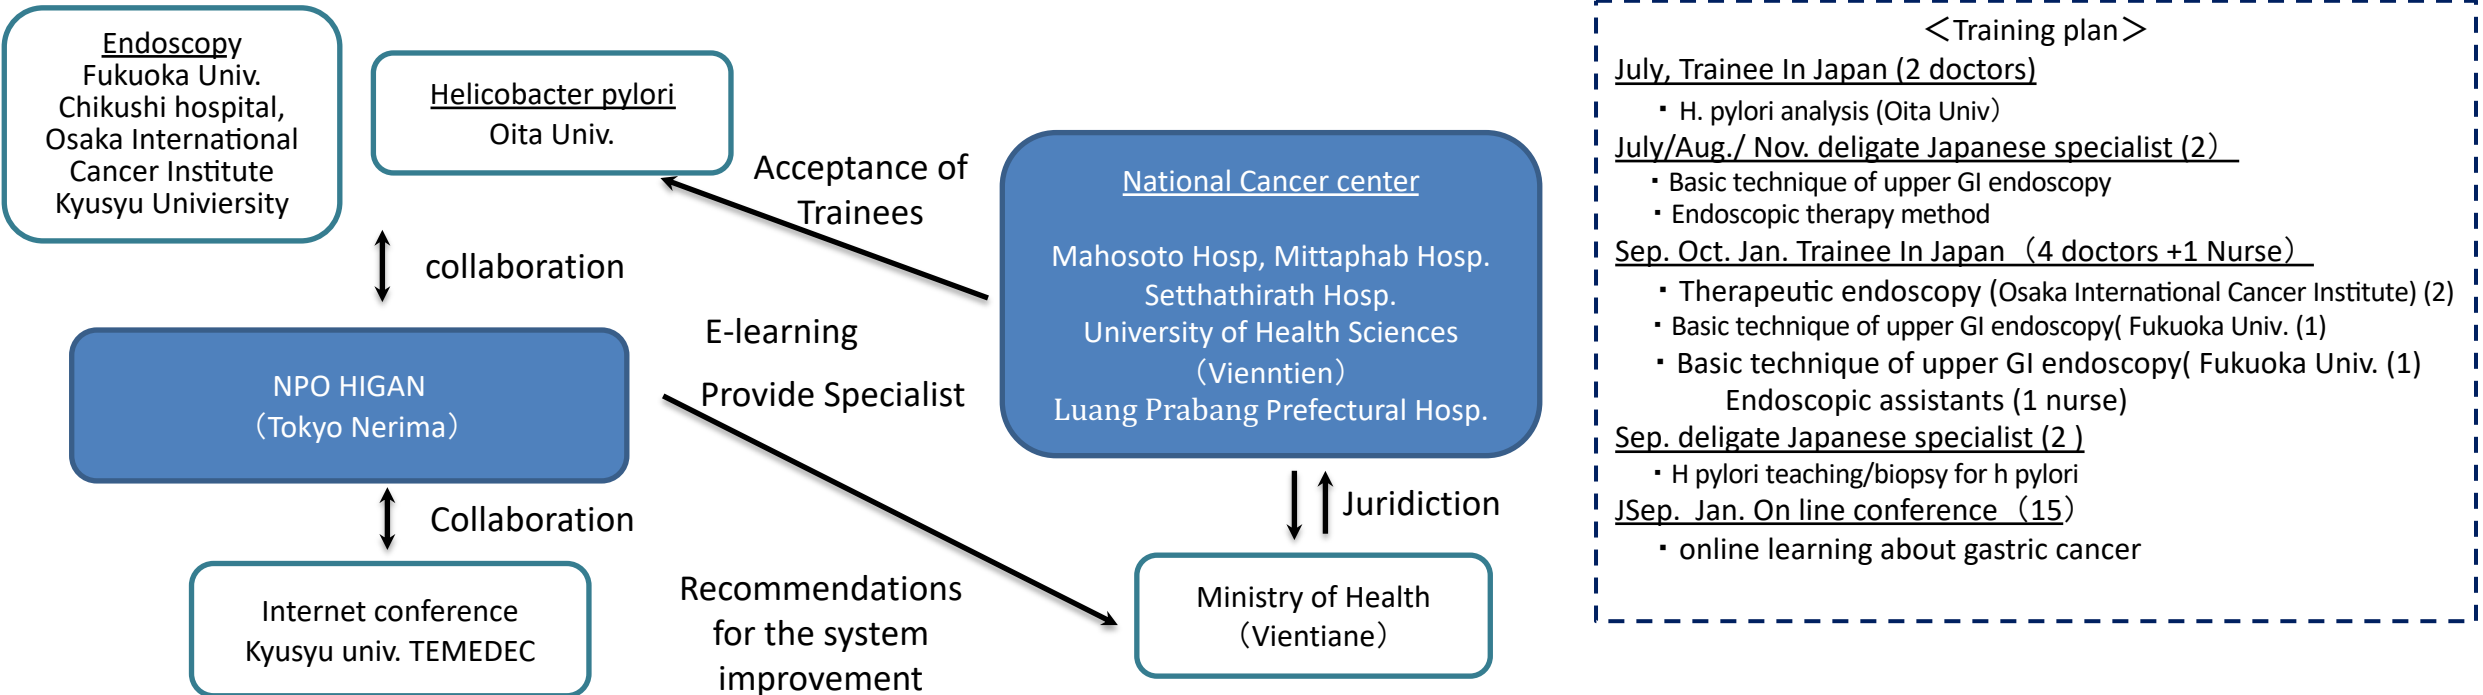 Endoscopy
Fukuoka Univ.
Chikushi hospital,
Osaka International
Cancer Institute
Kyusyu Univiersity
Helicobacter pylori
Oita Univ.
Acceptance of
Trainees
collaboration
E-learning
Provide Specialist
NPO HIGAN
（Tokyo Nerima）
Collaboration
Internet conference
Kyusyu univ. TEMEDEC
Recommendations
for the system
improvement
National Cancer center
Mahosoto Hosp, Mittaphab Hosp.
Setthathirath Hosp.
University of Health Sciences
（Vienntien）
Luang Prabang Prefectural Hosp.
Juridiction
Ministry of Health
（Vientiane）
＜Training plan＞
July, Trainee In Japan (2 doctors)
・H. pylori analysis (Oita Univ）
July/Aug./ Nov. deligate Japanese specialist (2）
・Basic technique of upper GI endoscopy
・Endoscopic therapy method
Sep. Oct. Jan. Trainee In Japan（4 doctors +1 Nurse）
・Therapeutic endoscopy (Osaka International Cancer Institute) (2)
・Basic technique of upper GI endoscopy( Fukuoka Univ. (1)
・Basic technique of upper GI endoscopy( Fukuoka Univ. (1)
Endoscopic assistants (1 nurse)
Sep. deligate Japanese specialist (2 )
・H pylori teaching/biopsy for h pylori
JSep. Jan. On line conference（15）
・online learning about gastric cancer